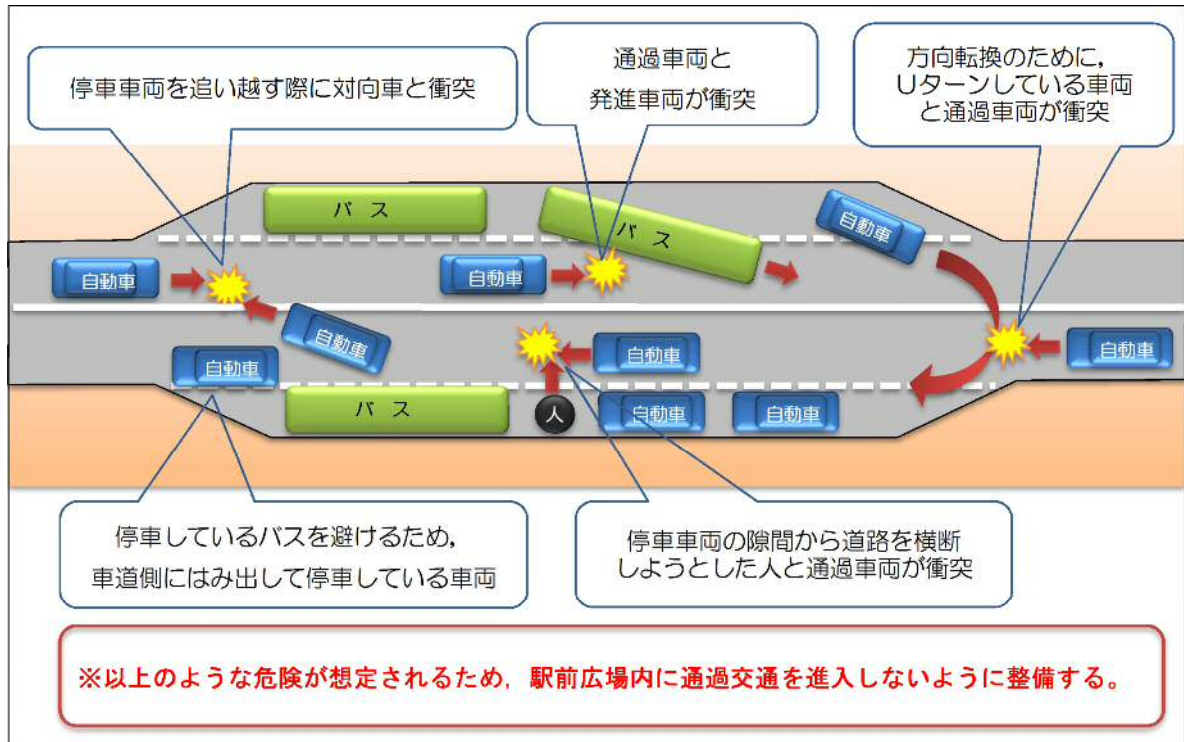 停車車両を追い越す際に対向車と衝突
通過車両と
発進車両が衝突
方向転換のために，
Uターンしている車両
と通過車両が衝突
バ　ス
バ　ス
自動車
自動車
自動車
自動車
自動車
自動車
自動車
バ　ス
人
自動車
自動車
停車しているバスを避けるため，
車道側にはみ出して停車している車両
停車車両の隙間から道路を横断
しようとした人と通過車両が衝突
※以上のような危険が想定されるため，駅前広場内に通過交通を進入しないように整備する。